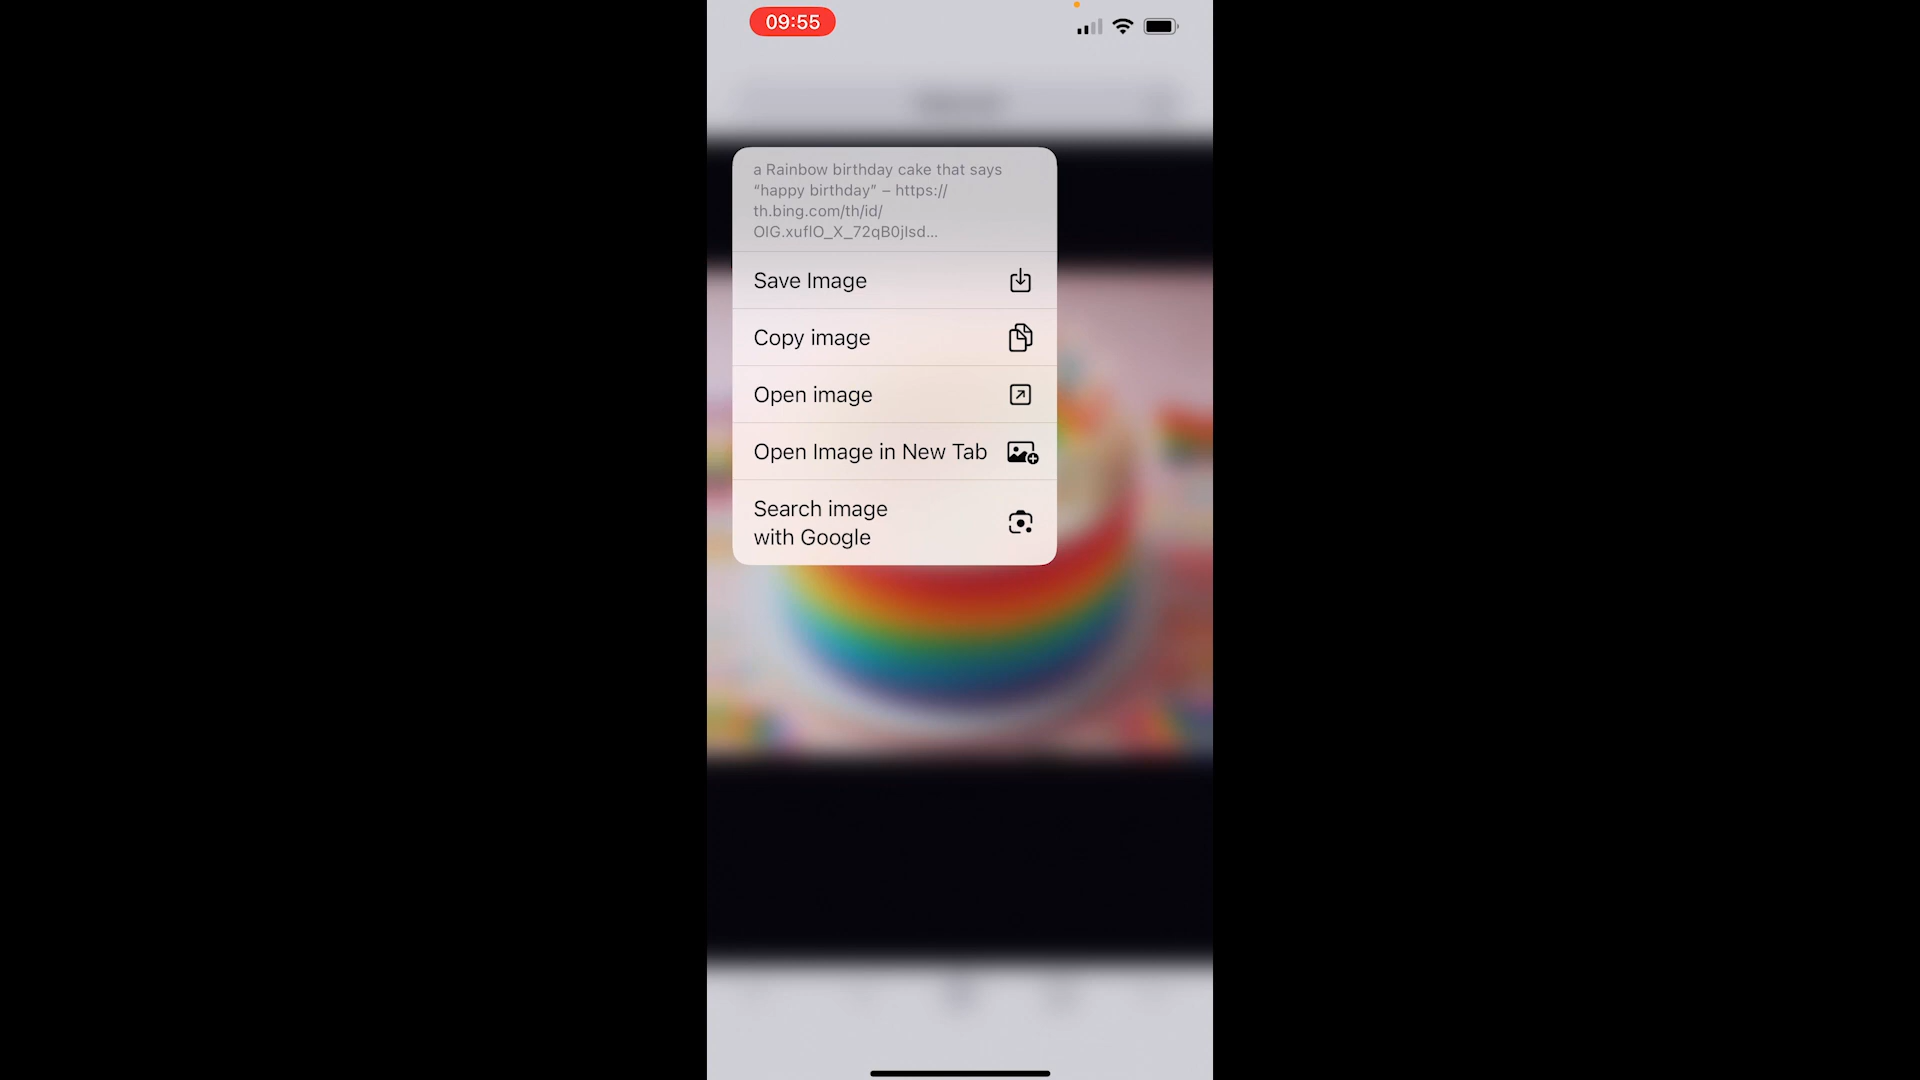 09:55
a Rainbow birthday cake that says
“happy birthday” – https://
th.bing.com/th/id/
OIG.xuflO_X_72qB0jlsd...
Save Image
Copy image
Open image
Open Image in New Tab
Search image
with Google